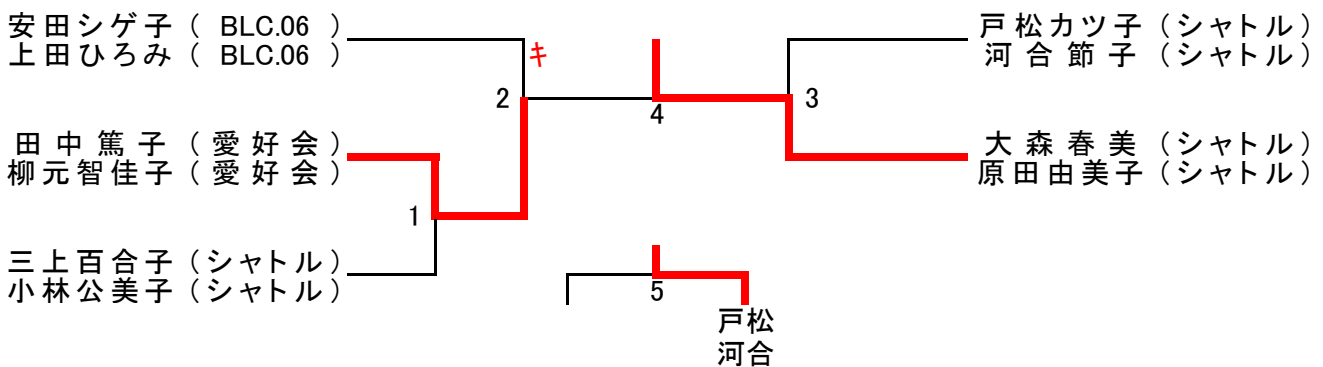 安田シゲ子（ BLC.06 ）
上田ひろみ（ BLC.06 ）
キ
2
田中篤子（愛好会）
柳元智佳子（愛好会）
1
三上百合子（シャトル）
小林公美子（シャトル）
4
戸松カツ子（シャトル）
河合節子（シャトル）
3
大森春美（シャトル）
原田由美子（シャトル）
5
戸松
河合